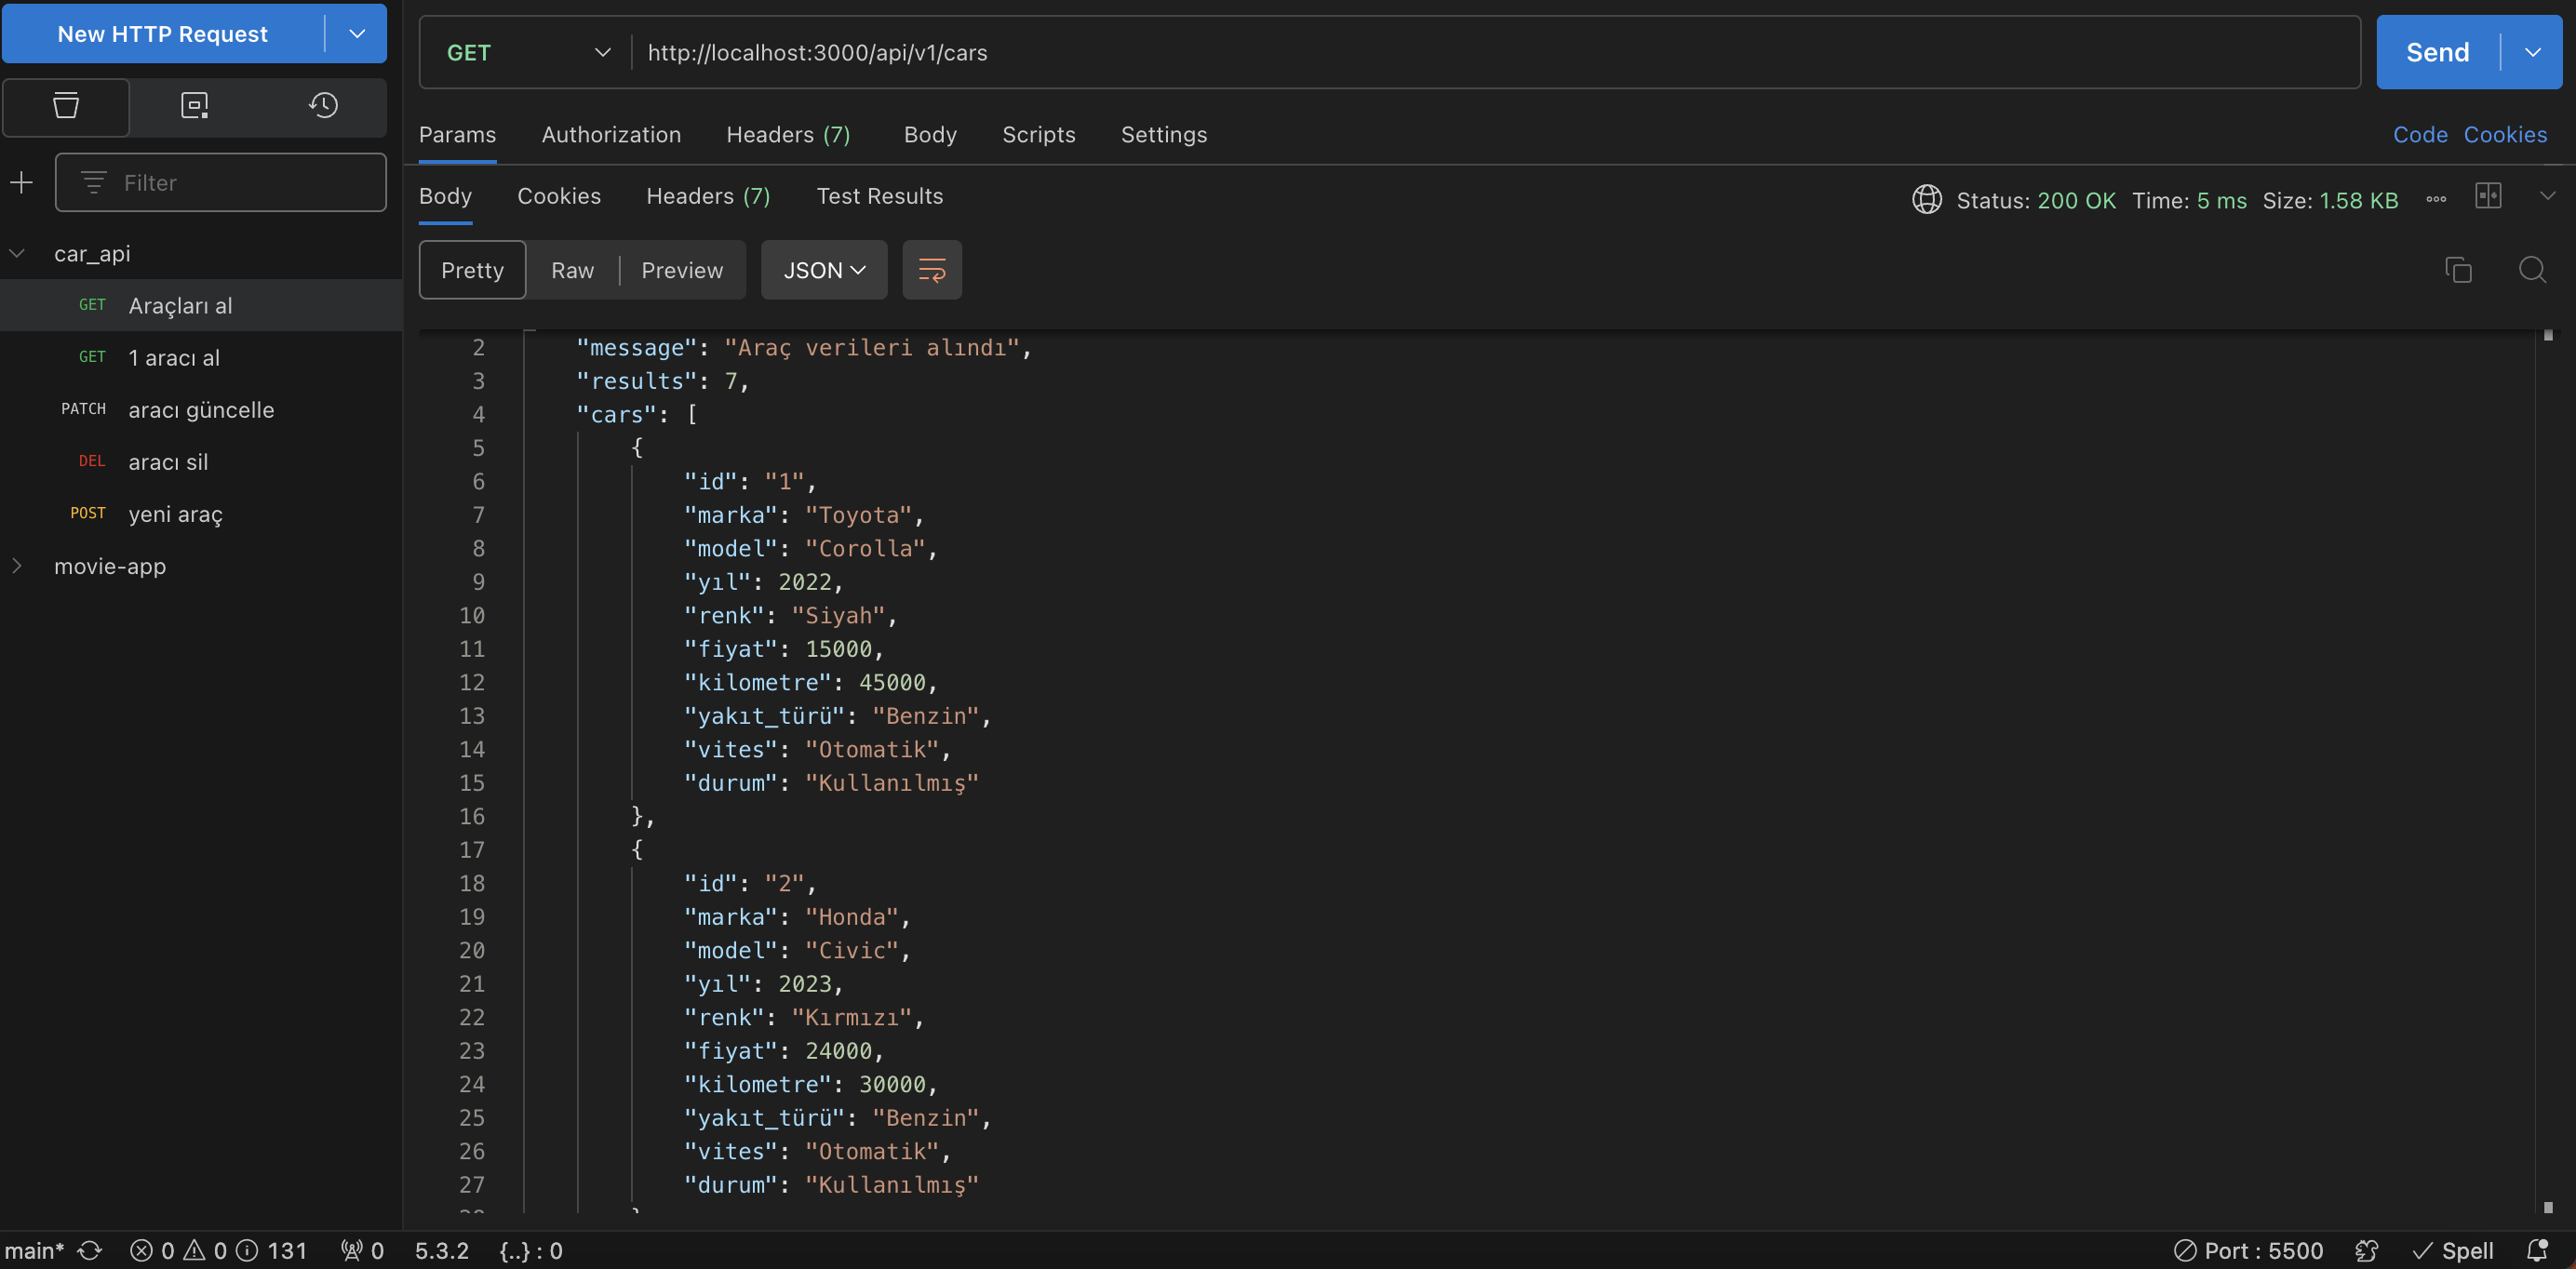 New HTTP Request
Filter
car_api
GET Araçları al
GET 1 aracı al
PATCH aracı güncelle
DEL aracı sil
POST yeni araç
movie-app
GET http://localhost:3000/api/v1/cars Send
Params Authorization Headers (7) Body Scripts Settings Code Cookies
Body Cookies Headers (7) Test Results Status: 200 OK Time: 5 ms Size: 1.58 KB
Pretty Raw Preview JSON
2 "message": "Araç verileri alındı",
3 "results": 7,
4 "cars": [
5 {
6 "id": "1",
7 "marka": "Toyota",
8 "model": "Corolla",
9 "yıl": 2022,
10 "renk": "Siyah",
11 "fiyat": 15000,
12 "kilometre": 45000,
13 "yakıt_türü": "Benzin",
14 "vites": "Otomatik",
15 "durum": "Kullanılmış"
16 },
17 {
18 "id": "2",
19 "marka": "Honda",
20 "model": "Civic",
21 "yıl": 2023,
22 "renk": "Kırmızı",
23 "fiyat": 24000,
24 "kilometre": 30000,
25 "yakıt_türü": "Benzin",
26 "vites": "Otomatik",
27 "durum": "Kullanılmış"
main* 0 0 131 0 5.3.2 {..} : 0 Port : 5500 Spell